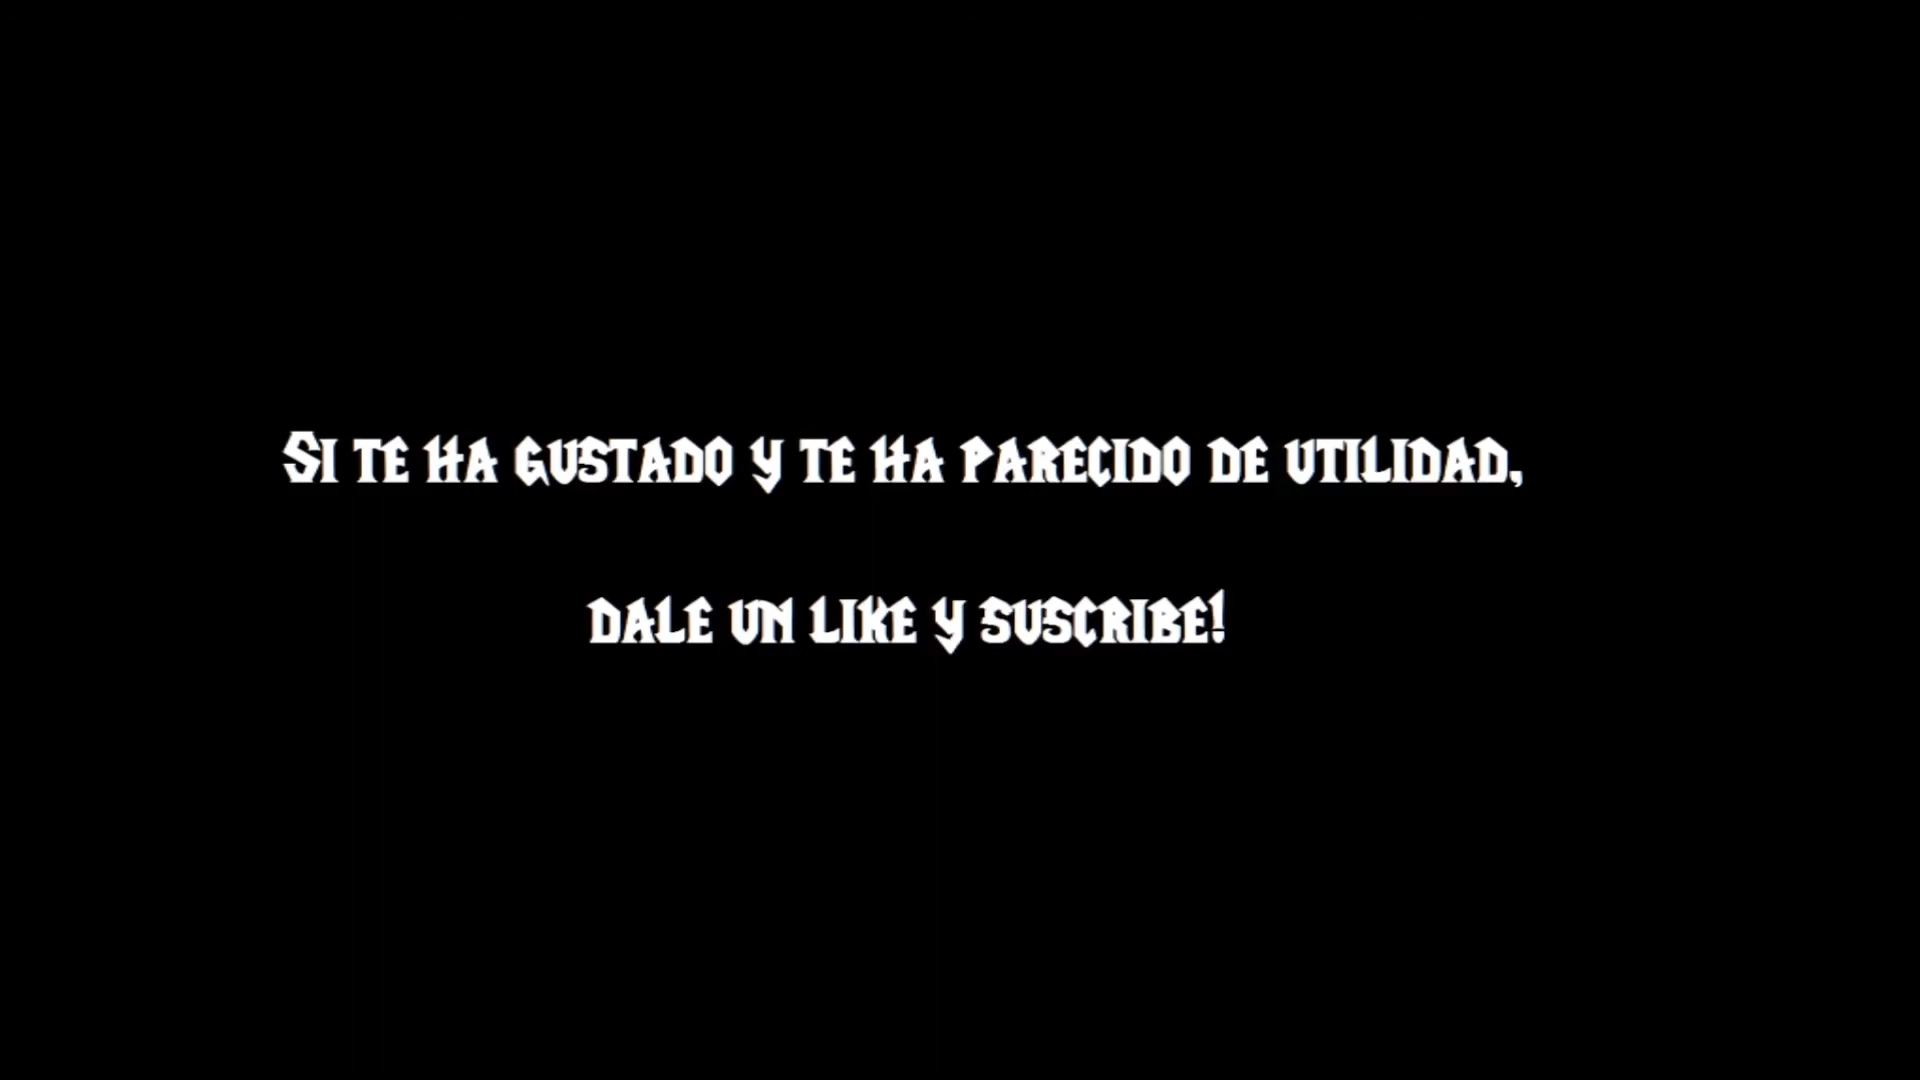 Si te ha gustado y te ha parecido de utilidad,
dale un like y suscribe!